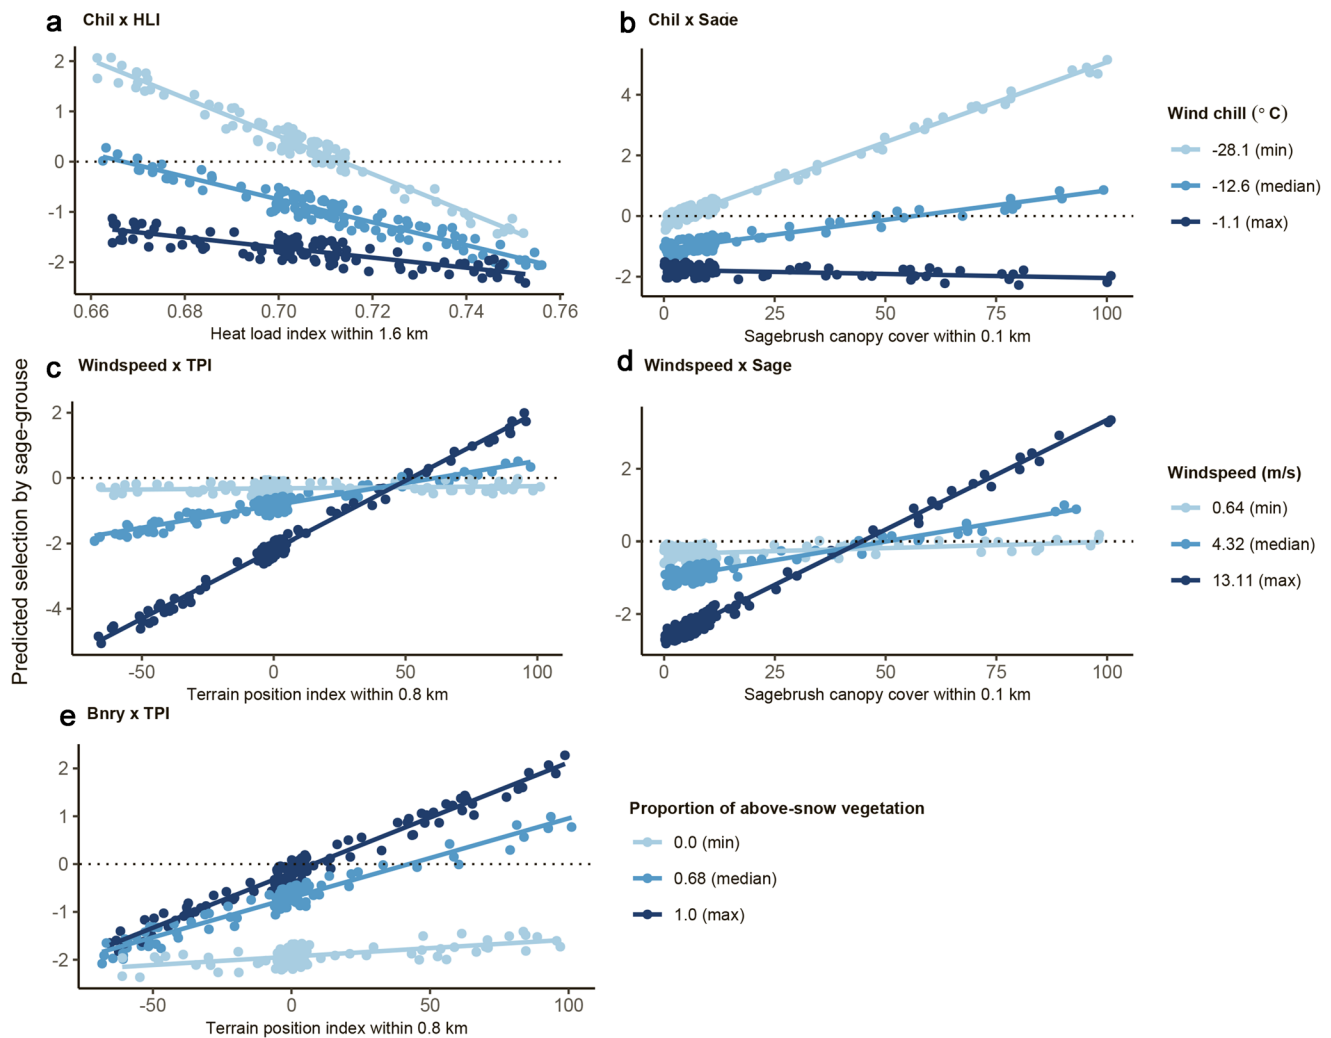 a Chil x HLI
2
1
0
-1
-2
0.66 0.68 0.70 0.72 0.74 0.76
Heat load index within 1.6 km
b Chil x Sage
4
2
0
-2
0 25 50 75 100
Sagebrush canopy cover within 0.1 km
Wind chill (° C)
-28.1 (min)
-12.6 (median)
-1.1 (max)
Predicted selection by sage-grouse
c Windspeed x TPI
2
0
-2
-4
-50 0 50 100
Terrain position index within 0.8 km
d Windspeed x Sage
2
0
-2
0 25 50 75 100
Sagebrush canopy cover within 0.1 km
Windspeed (m/s)
0.64 (min)
4.32 (median)
13.11 (max)
e Bnry x TPI
2
1
0
-1
-2
-50 0 50 100
Terrain position index within 0.8 km
Proportion of above-snow vegetation
0.0 (min)
0.68 (median)
1.0 (max)